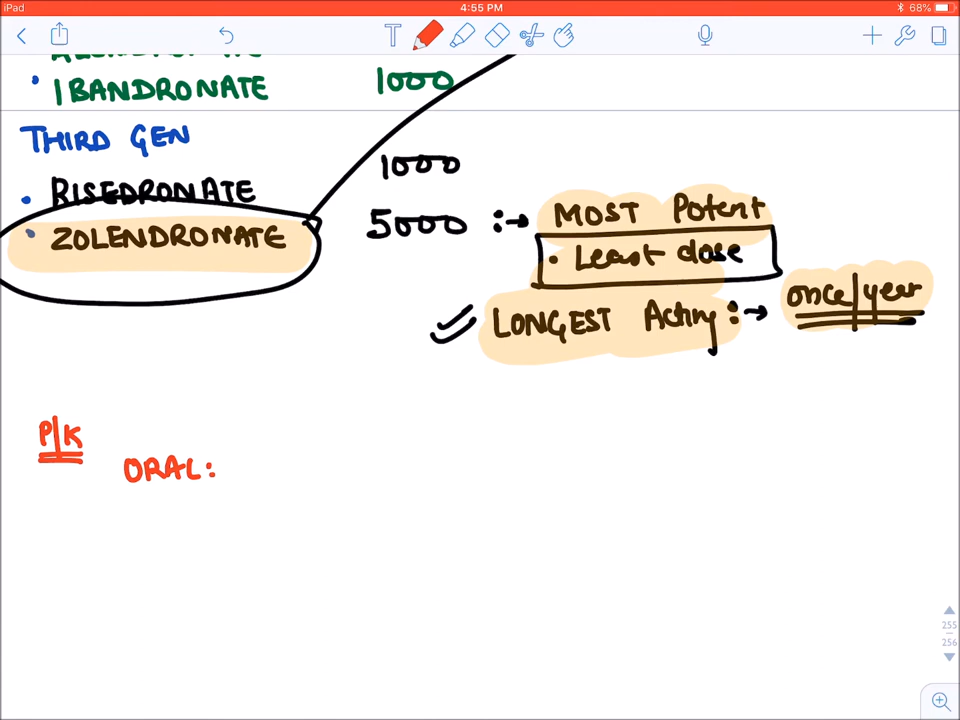 iPad 4:55 PM 68%
T
• IBANDRONATE 1000
THIRD GEN
• RISEDRONATE 1000
• ZOLENDRONATE 5000 :→ MOST Potent
• Least dose
LONGEST Acting :→ once/year
P/K
ORAL:
255
256